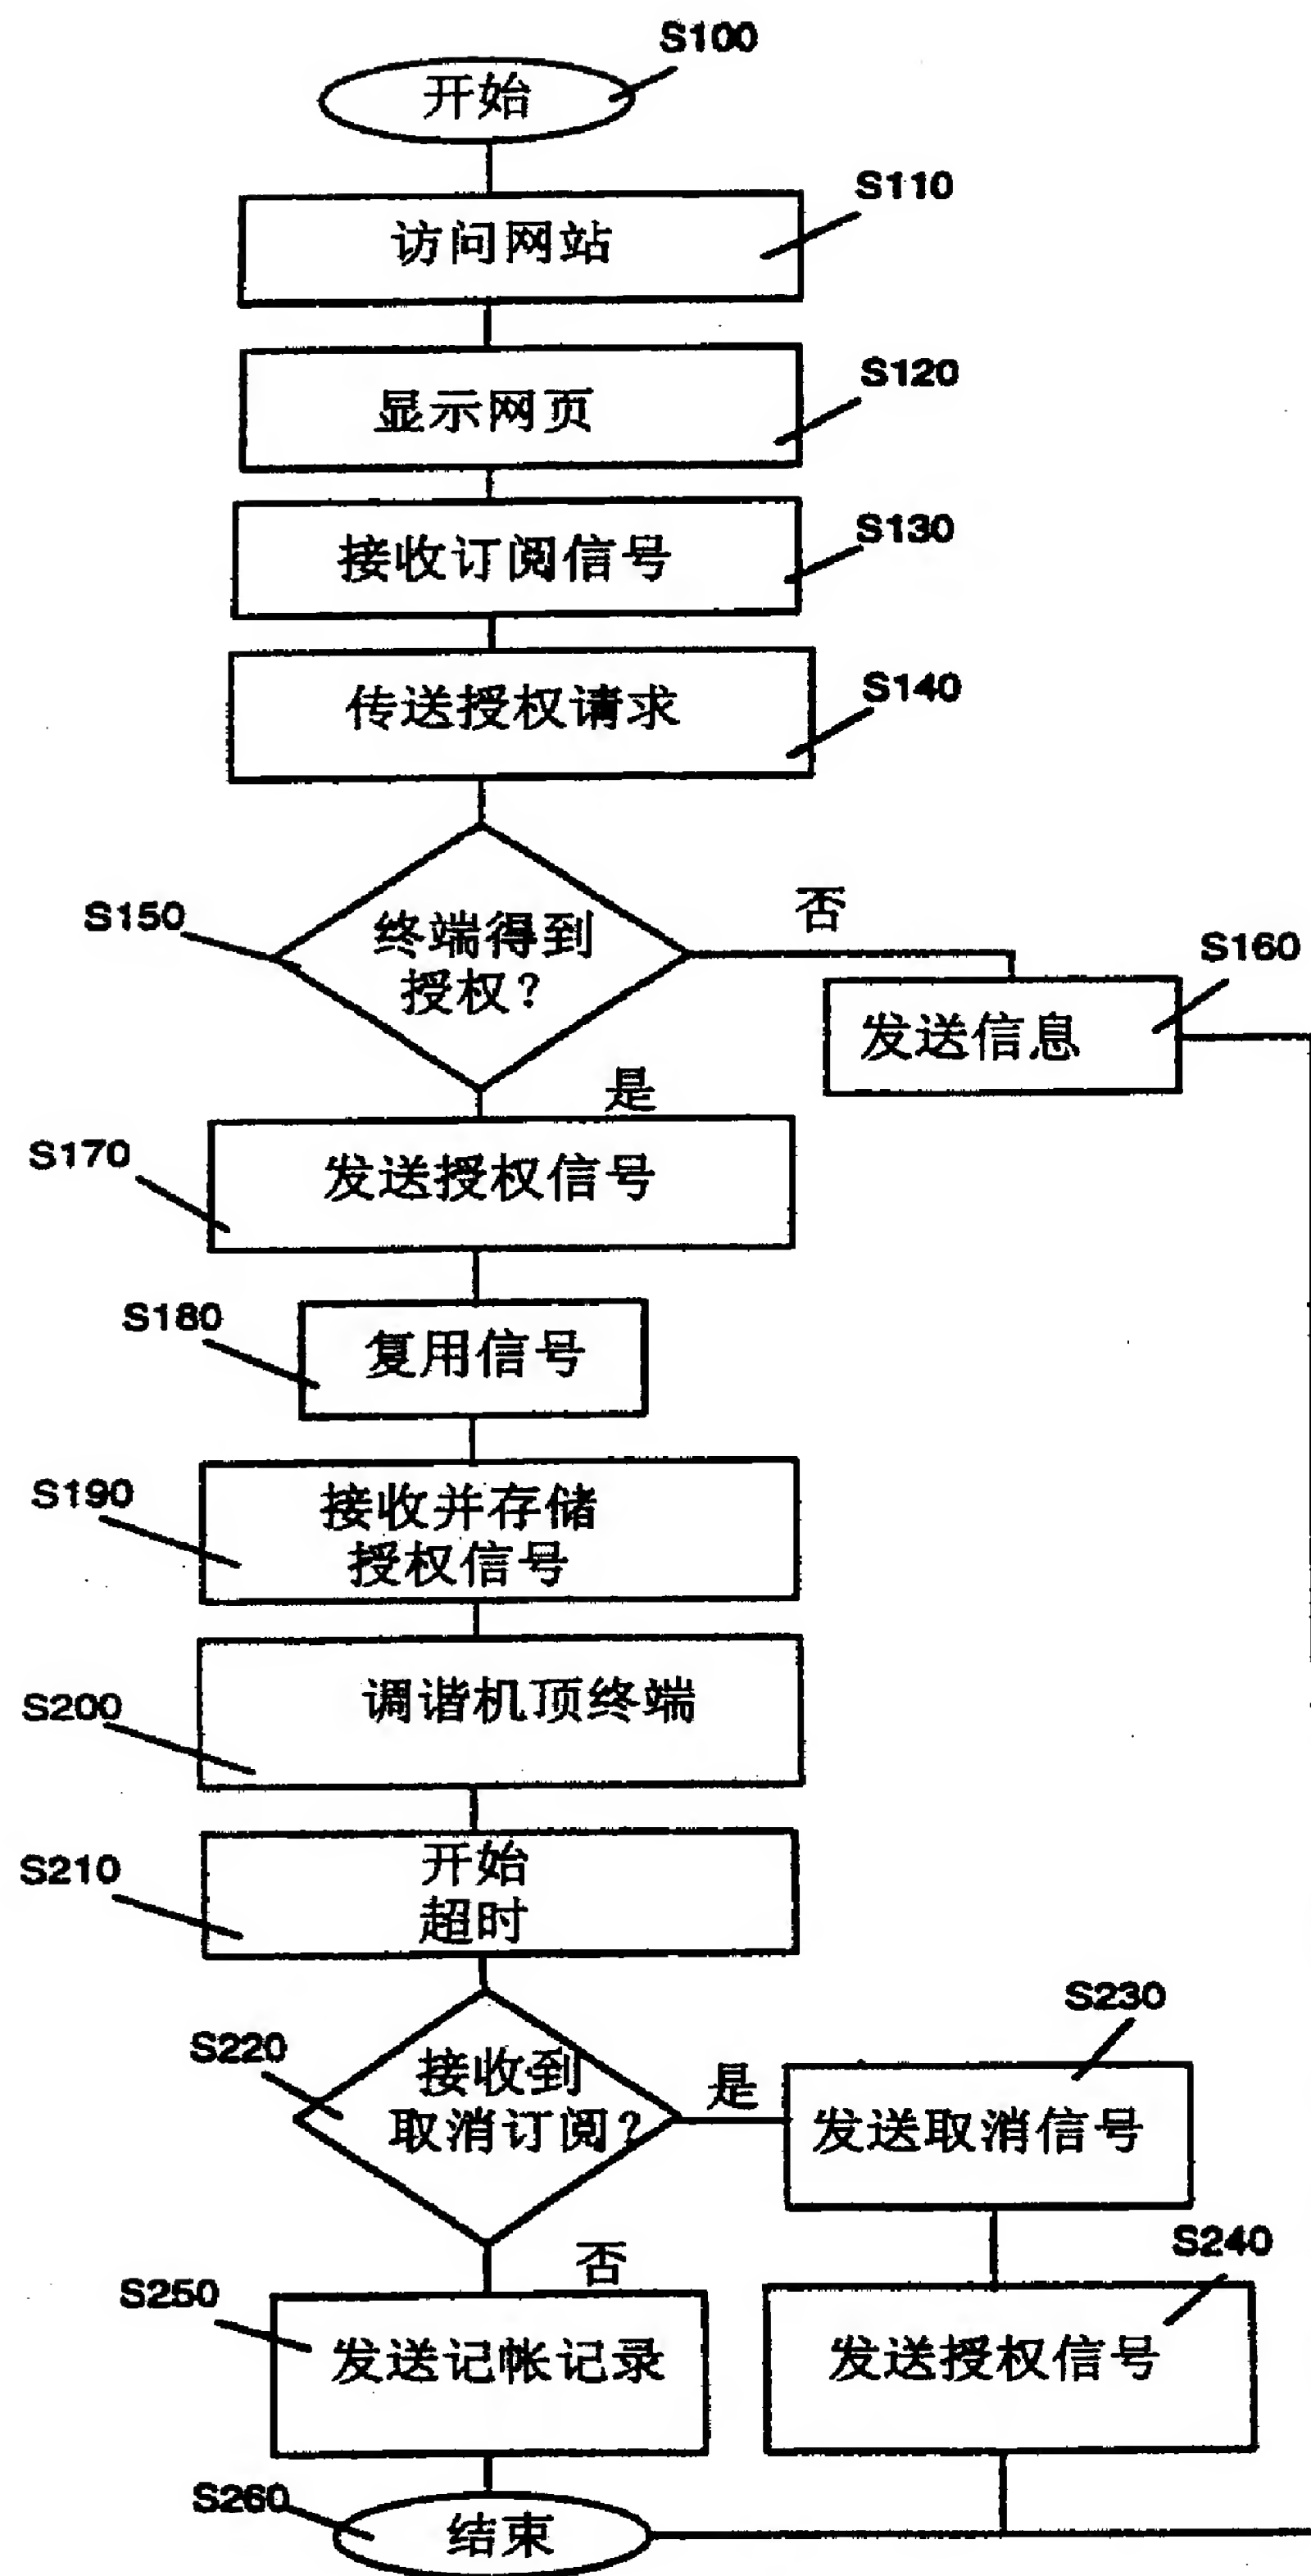 S100
开始
S110
访问网站
S120
显示网页
S130
接收订阅信号
S140
传送授权请求
S150
终端得到
授权?
否
S160
发送信息
是
S170
发送授权信号
S180
复用信号
S190
接收并存储
授权信号
S200
调谐机顶终端
S210
开始
超时
S220
接收到
取消订阅?
是
S230
发送取消信号
S240
发送授权信号
否
S250
发送记帐记录
S260
结束